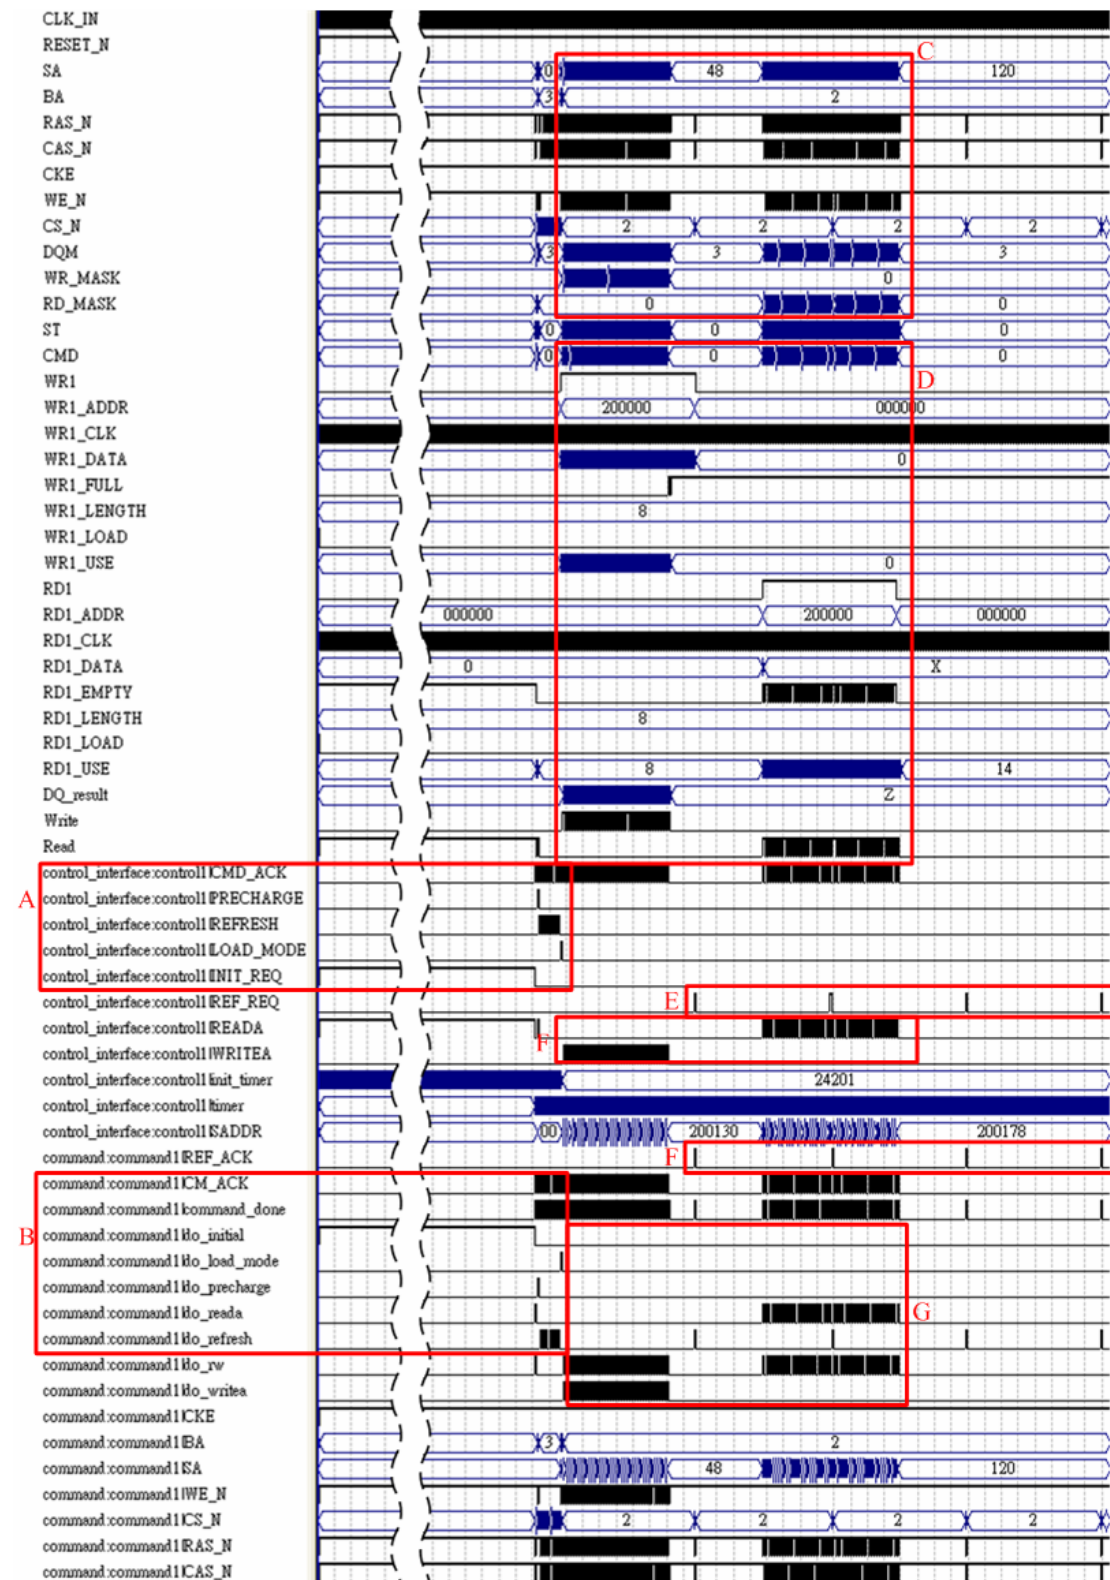 CLK_IN
RESET_N
C
SA 0 48 120
BA 3 2
RAS_N
CAS_N
CKE
WE_N
CS_N 2 2 2 2
DQM 3 3 3
WR_MASK 0
RD_MASK 0 0
ST 0 0 0
CMD 0 0 0
WR1 D
WR1_ADDR 200000 000000
WR1_CLK
WR1_DATA 0
WR1_FULL
WR1_LENGTH 8
WR1_LOAD
WR1_USE 0
RD1
RD1_ADDR 000000 200000 000000
RD1_CLK
RD1_DATA 0 X
RD1_EMPTY
RD1_LENGTH 8
RD1_LOAD
RD1_USE 8 14
DQ_result Z
Write
Read
control_interface:control1|CMD_ACK
A control_interface:control1|PRECHARGE
control_interface:control1|REFRESH
control_interface:control1|LOAD_MODE
control_interface:control1|INIT_REQ
control_interface:control1|REF_REQ E
control_interface:control1|READA F
control_interface:control1|WRITEA
control_interface:control1|init_timer 24201
control_interface:control1|timer
control_interface:control1|SADDR 00 200130 200178
command:command1|REF_ACK F
command:command1|CM_ACK
command:command1|command_done
B command:command1|do_initial
command:command1|do_load_mode
command:command1|do_precharge
command:command1|do_reada G
command:command1|do_refresh
command:command1|do_rw
command:command1|do_writea
command:command1|CKE
command:command1|BA 3 2
command:command1|SA 48 120
command:command1|WE_N
command:command1|CS_N 2 2 2 2
command:command1|RAS_N
command:command1|CAS_N